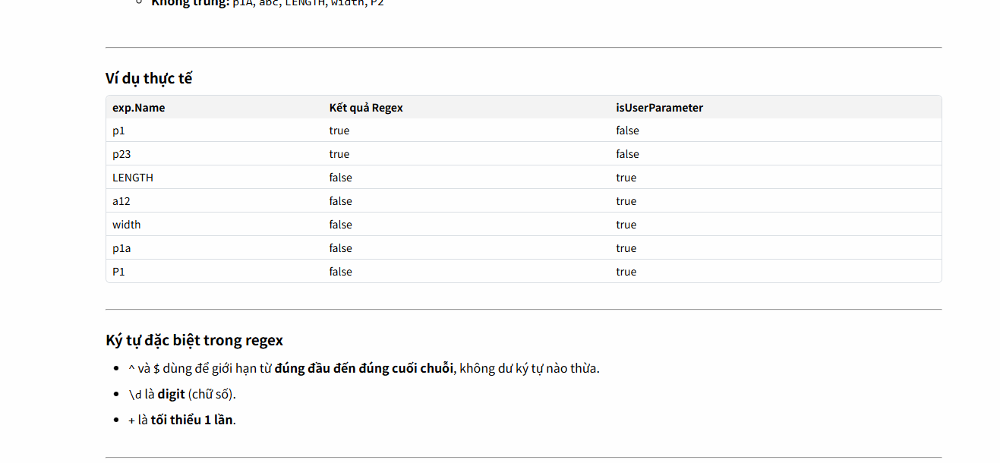 Không trùng: p1A, abc, LENGTH, width, P2
Ví dụ thực tế
exp.Name Kết quả Regex isUserParameter
p1 true false
p23 true false
LENGTH false true
a12 false true
width false true
p1a false true
P1 false true
Ký tự đặc biệt trong regex
^ và $ dùng để giới hạn từ đúng đầu đến đúng cuối chuỗi, không dư ký tự nào thừa.
\d là digit (chữ số).
+ là tối thiểu 1 lần.